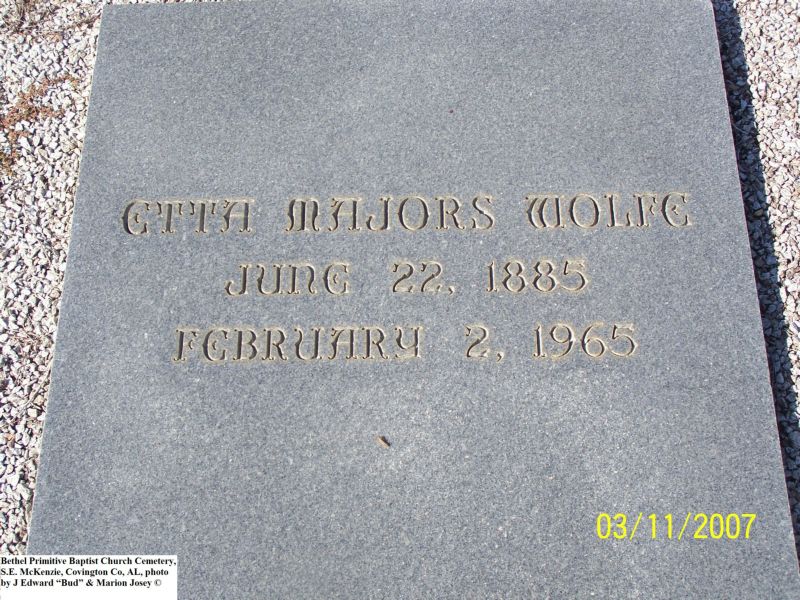 ETTA MAJORS WOLFE
JUNE 22, 1885
FEBRUARY 2, 1965
03/11/2007
Bethel Primitive Baptist Church Cemetery,
S.E. McKenzie, Covington Co, AL, photo
by J Edward “Bud” & Marion Josey ©